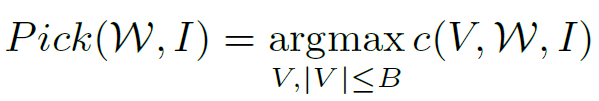 Pick(𝒲, I) = argmax c(V, 𝒲, I)
V,|V|≤B